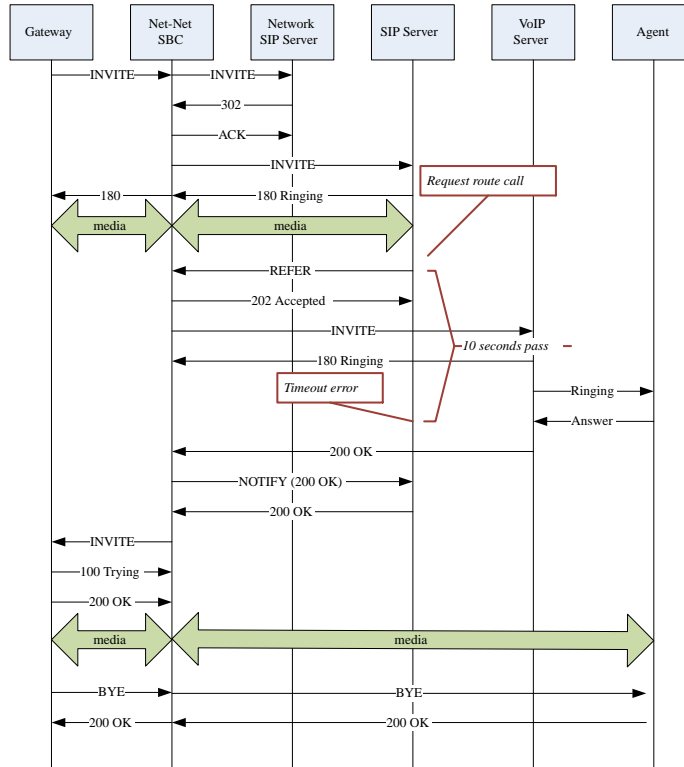 Gateway
Net-Net
SBC
Network
SIP Server
SIP Server
VoIP
Server
Agent
INVITE
INVITE
302
ACK
INVITE
Request route call
180
180 Ringing
media
media
REFER
202 Accepted
INVITE
10 seconds pass
180 Ringing
Timeout error
Ringing
Answer
200 OK
NOTIFY (200 OK)
200 OK
INVITE
100 Trying
200 OK
media
media
BYE
BYE
200 OK
200 OK